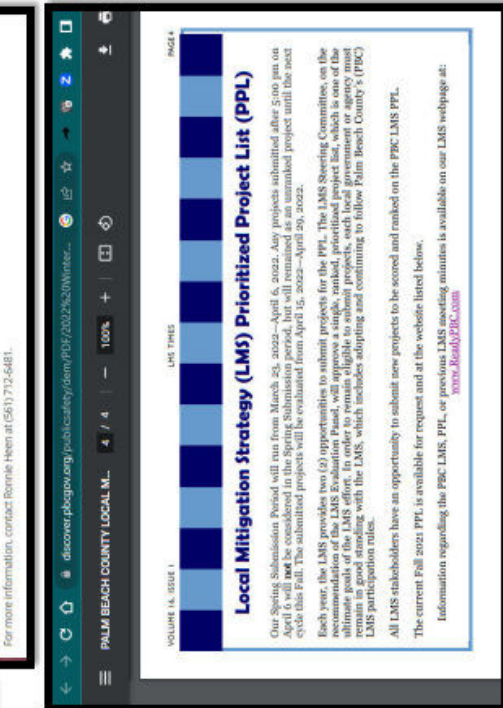 For more information, contact Ronnie Heen at (561) 712-6481.
discover.pbcgov.org/publicsafety/dem/PDF/2022%20Winter...
PALM BEACH COUNTY LOCAL M... 4 / 4 — 100% +
VOLUME 16, ISSUE 1 LMS TIMES PAGE 4
Local Mitigation Strategy (LMS) Prioritized Project List (PPL)
Our Spring Submission Period will run from March 23, 2022—April 6, 2022. Any projects submitted after 5:00 pm on
April 6 will not be considered in the Spring Submission period, but will remained as an unranked project until the next
cycle this Fall. The submitted projects will be evaluated from April 15, 2022—April 29, 2022.
Each year, the LMS provides two (2) opportunities to submit projects for the PPL. The LMS Steering Committee, on the
recommendation of the LMS Evaluation Panel, will approve a single, ranked, prioritized project list, which is one of the
ultimate goals of the LMS effort. In order to remain eligible to submit projects, each local government or agency must
remain in good standing with the LMS, which includes adopting and continuing to follow Palm Beach County's (PBC)
LMS participation rules.
All LMS stakeholders have an opportunity to submit new projects to be scored and ranked on the PBC LMS PPL.
The current Fall 2021 PPL is available for request and at the website listed below.
Information regarding the PBC LMS, PPL, or previous LMS meeting minutes is available on our LMS webpage at:
www.ReadyPBC.com